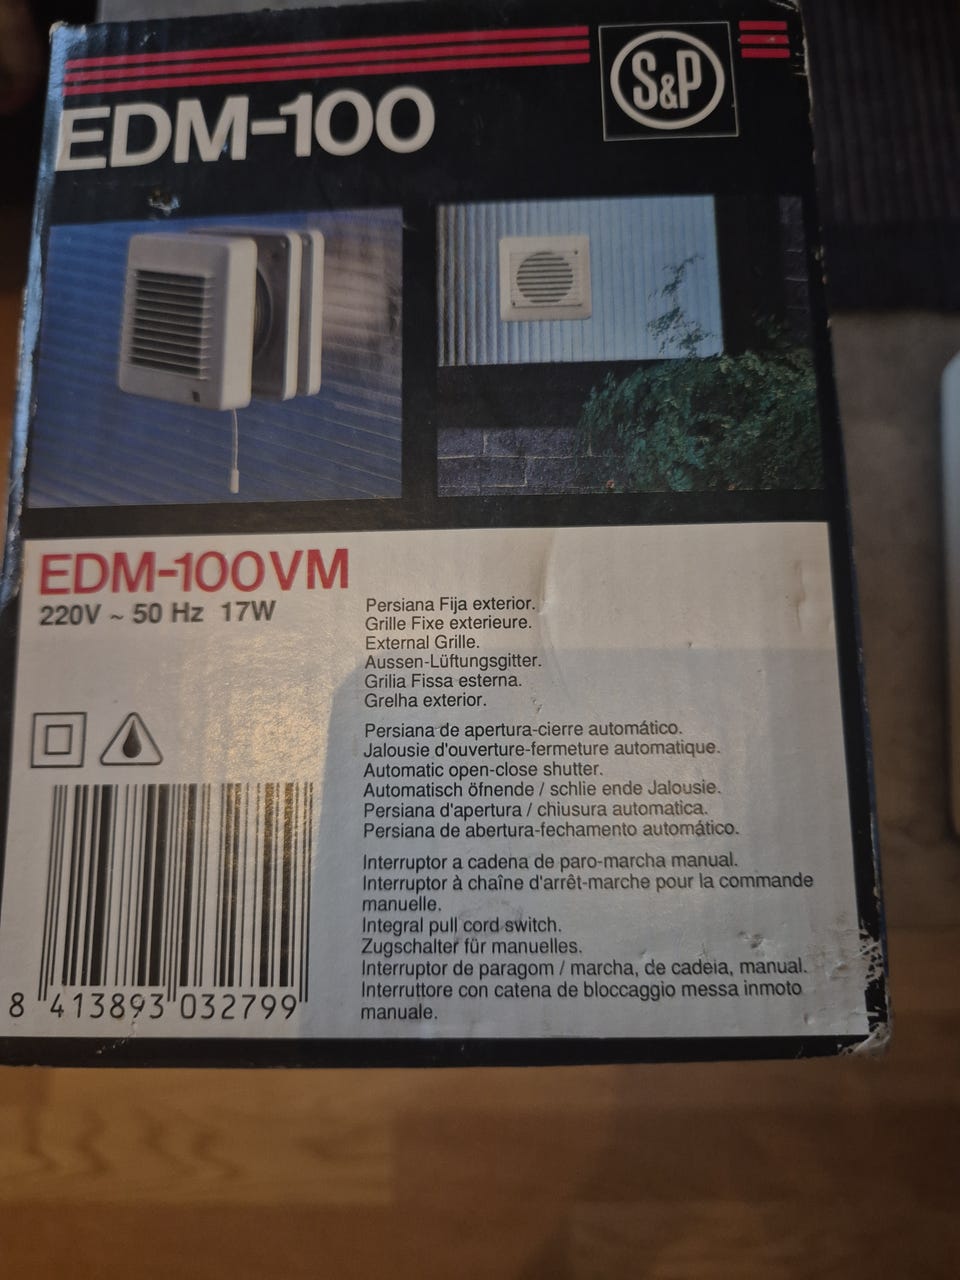 S&P
EDM-100
EDM-100VM
220V ~ 50 Hz 17W
Persiana Fija exterior.
Grille Fixe exterieure.
External Grille.
Aussen-Lüftungsgitter.
Grilia Fissa esterna.
Grelha exterior.
Persiana de apertura-cierre automático.
Jalousie d'ouverture-fermeture automatique.
Automatic open-close shutter.
Automatisch öfnende / schlie ende Jalousie.
Persiana d'apertura / chiusura automatica.
Persiana de abertura-fechamento automático.
Interruptor a cadena de paro-marcha manual.
Interruptor à chaîne d'arrêt-marche pour la commande
manuelle.
Integral pull cord switch.
Zugschalter für manuelles.
Interruptor de paragom / marcha, de cadeia, manual.
Interruttore con catena de bloccaggio messa inmoto
manuale.
8 413893 032799